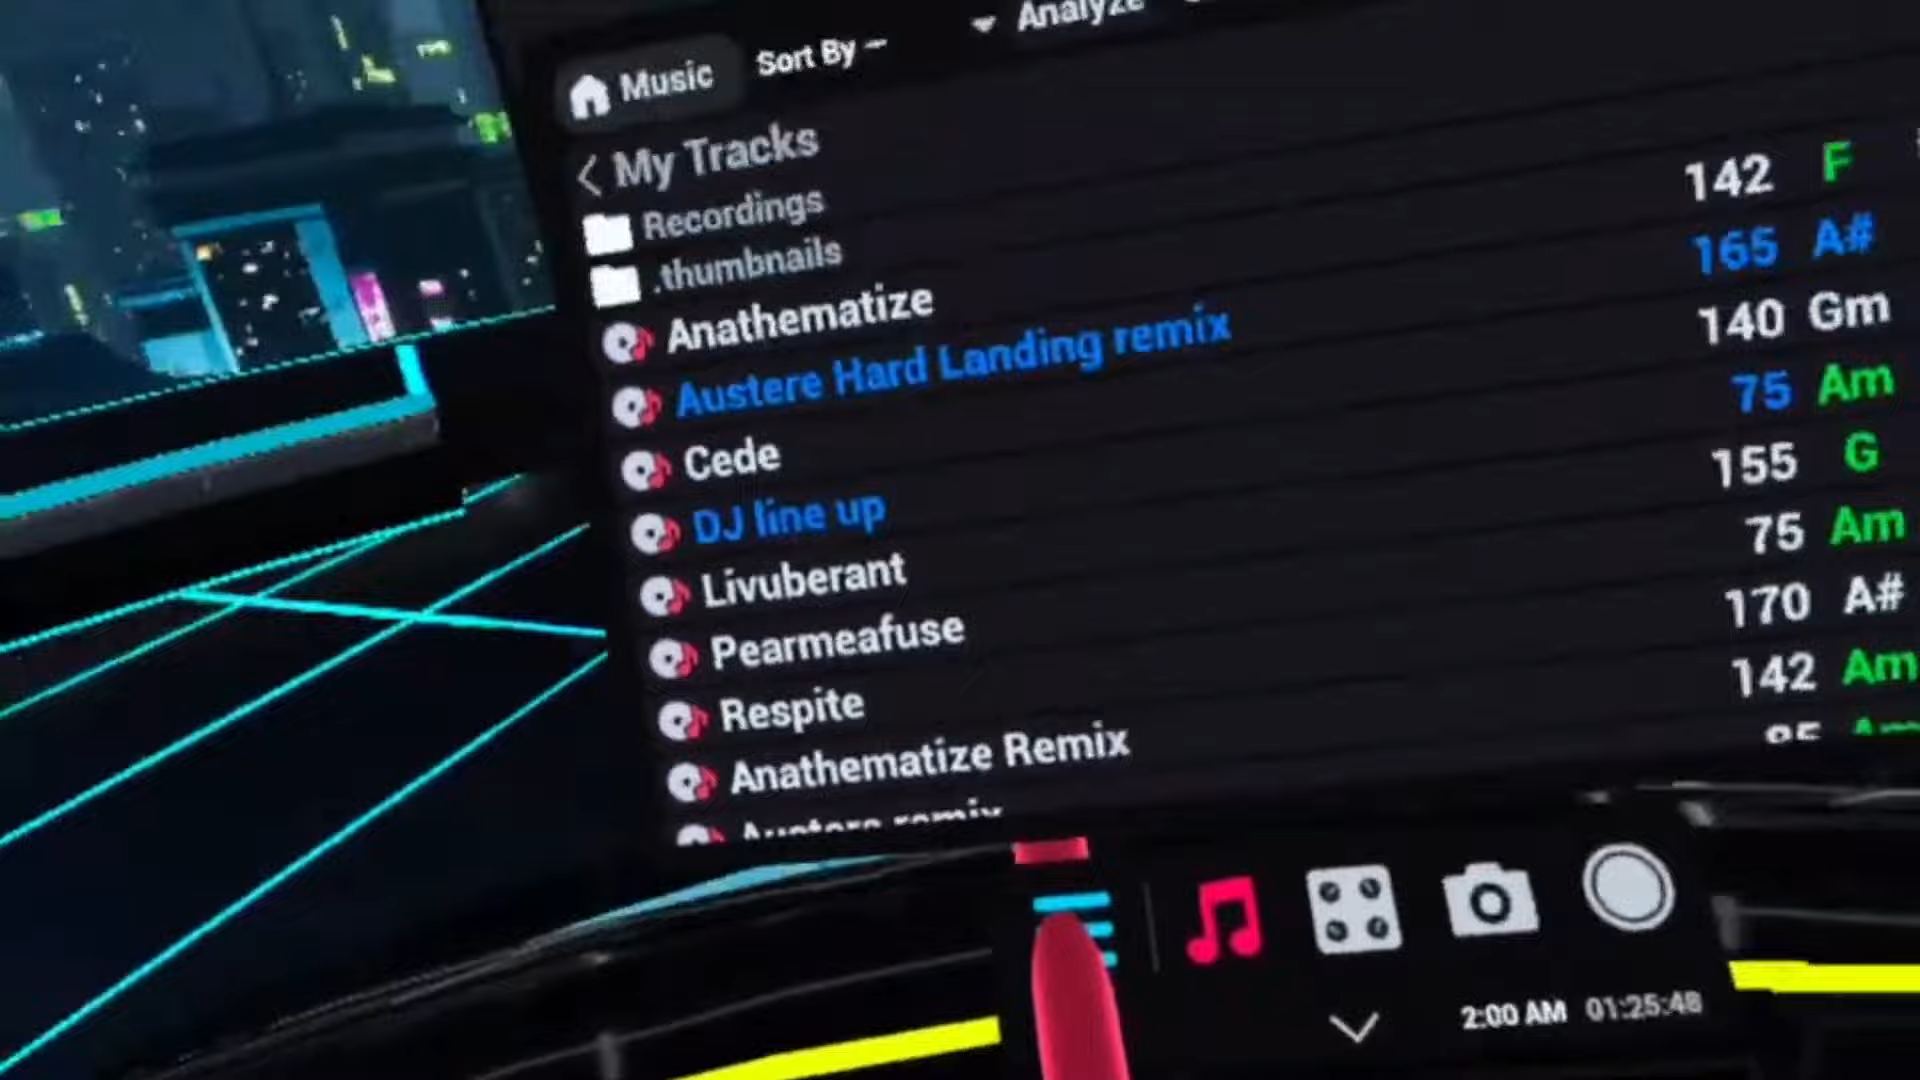 Analyze
Music Sort By –
My Tracks
Recordings
.thumbnails
Anathematize 142 F
Austere Hard Landing remix 165 A#
Cede 140 Gm
DJ line up 75 Am
Livuberant 155 G
Pearmeafuse 75 Am
Respite 170 A#
Anathematize Remix 142 Am
Austere remix
2:00 AM 01:25:48